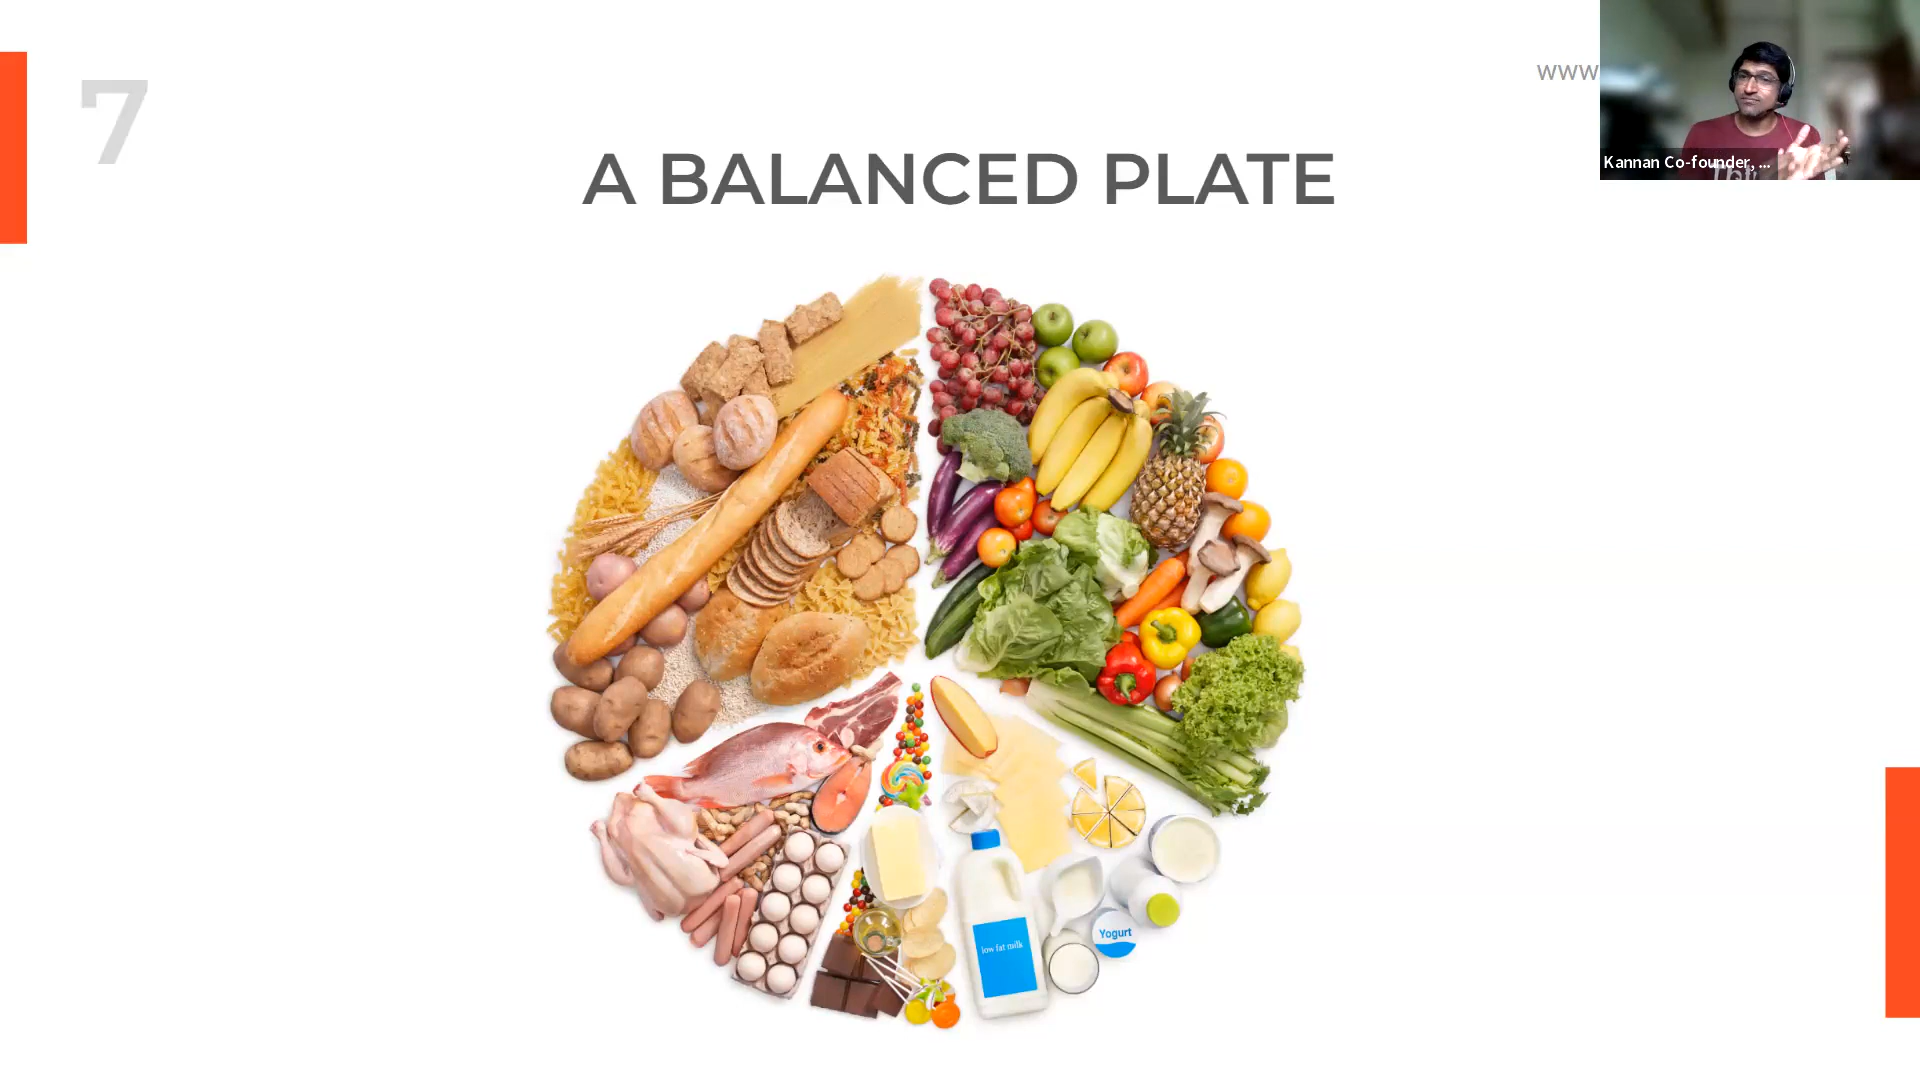 7
www
Kannan Co-founder, ...
A BALANCED PLATE
low fat milk
Yogurt